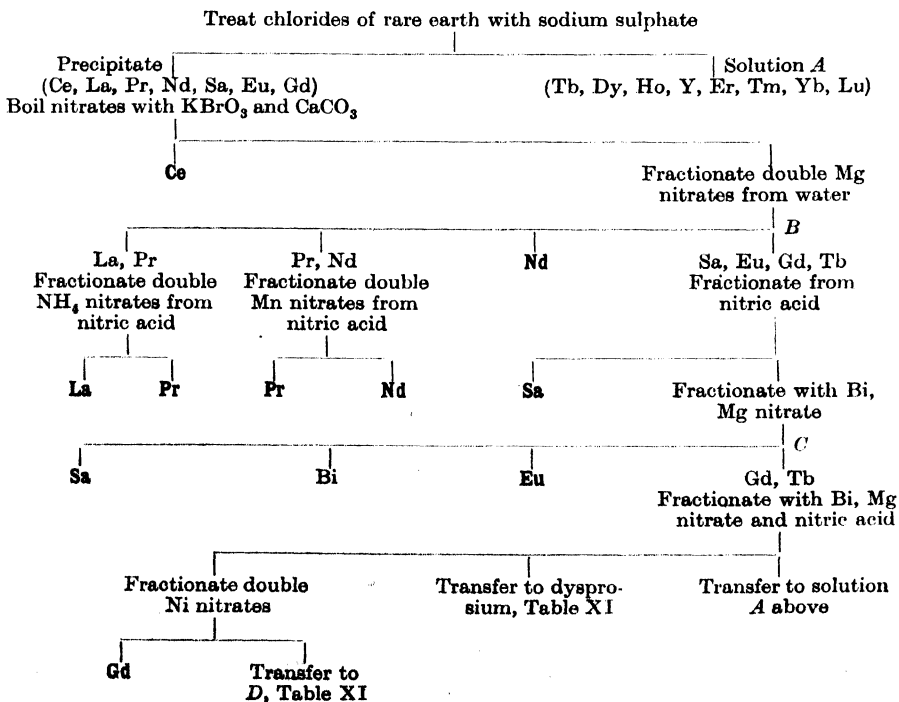 Treat chlorides of rare earth with sodium sulphate
Precipitate
(Ce, La, Pr, Nd, Sa, Eu, Gd)
Boil nitrates with KBrO₃ and CaCO₃
Solution A
(Tb, Dy, Ho, Y, Er, Tm, Yb, Lu)
Ce
Fractionate double Mg
nitrates from water
B
La, Pr
Fractionate double
NH₄ nitrates from
nitric acid
Pr, Nd
Fractionate double
Mn nitrates from
nitric acid
Nd
Sa, Eu, Gd, Tb
Fractionate from
nitric acid
La
Pr
Pr
Nd
Sa
Fractionate with Bi,
Mg nitrate
C
Sa
Bi
Eu
Gd, Tb
Fractionate with Bi, Mg
nitrate and nitric acid
Fractionate double
Ni nitrates
Transfer to dyspro-
sium, Table XI
Transfer to solution
A above
Gd
Transfer to
D, Table XI